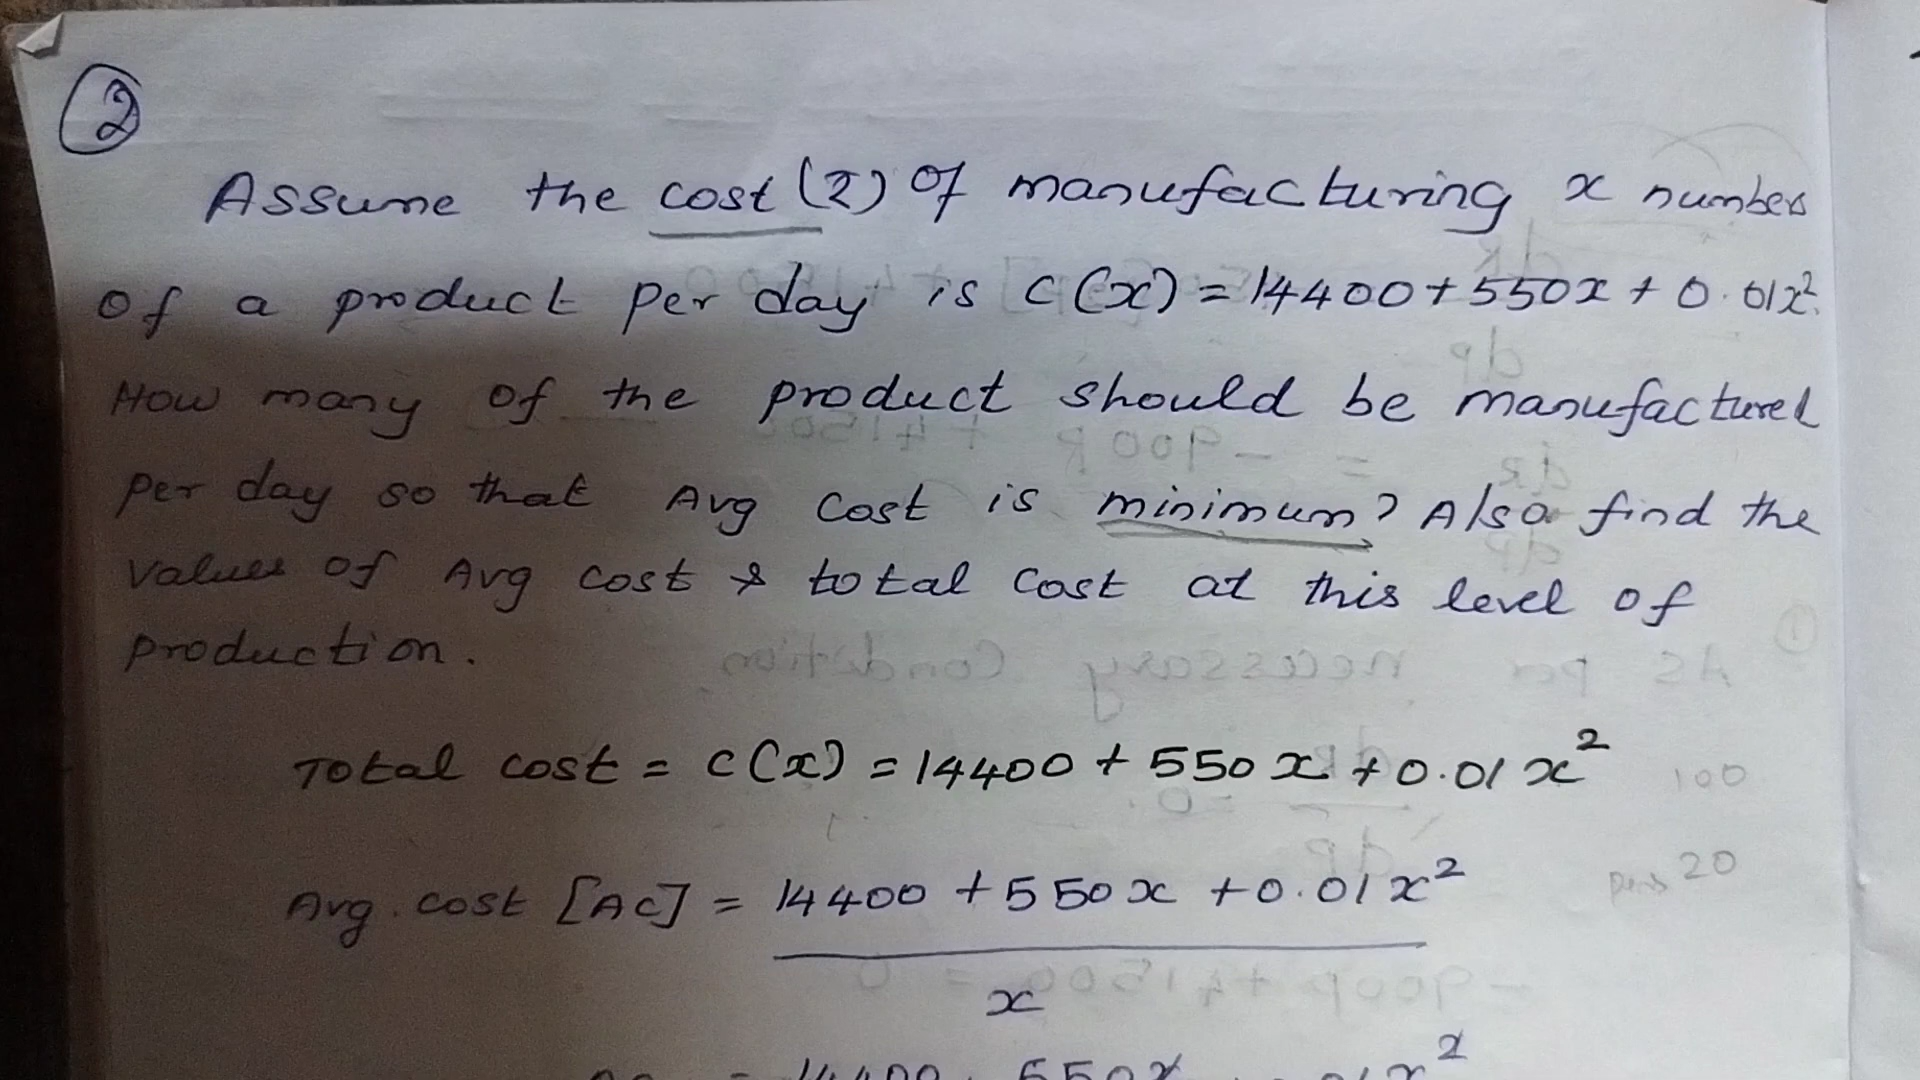 2
Assume the cost (₹) of manufacturing x number
of a product per day is C(x) = 14400 + 550x + 0.01x².
How many of the product should be manufactured
per day so that Avg cost is minimum? Also find the
values of Avg cost & total cost at this level of
production.
Total cost = C(x) = 14400 + 550x + 0.01x²
100
Avg. cost [AC] = 14400 + 550x + 0.01x²
20
x